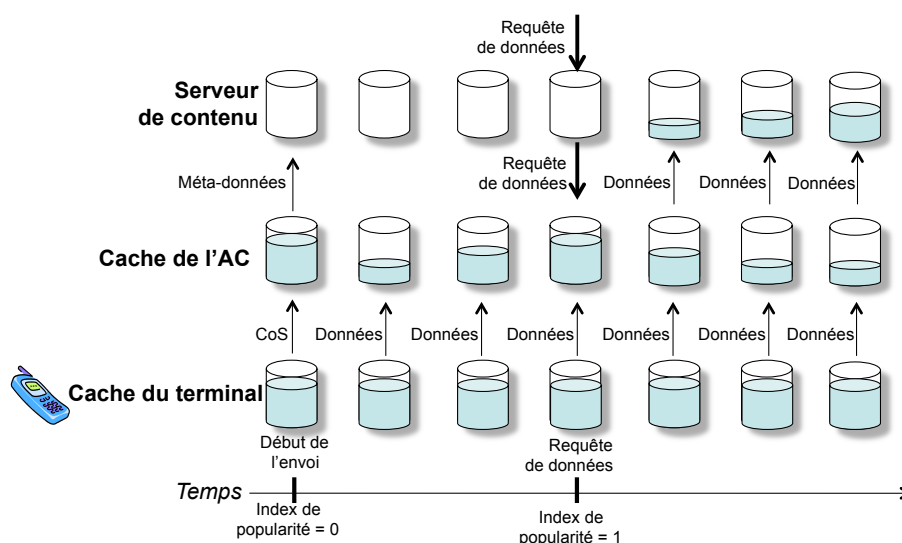 Requête
de données
Serveur
de contenu
Requête
de données
Méta-données
Données
Données
Données
Cache de l’AC
CoS
Données
Données
Données
Données
Données
Données
Cache du terminal
Début de
l’envoi
Requête
de données
Temps
Index de
popularité = 0
Index de
popularité = 1